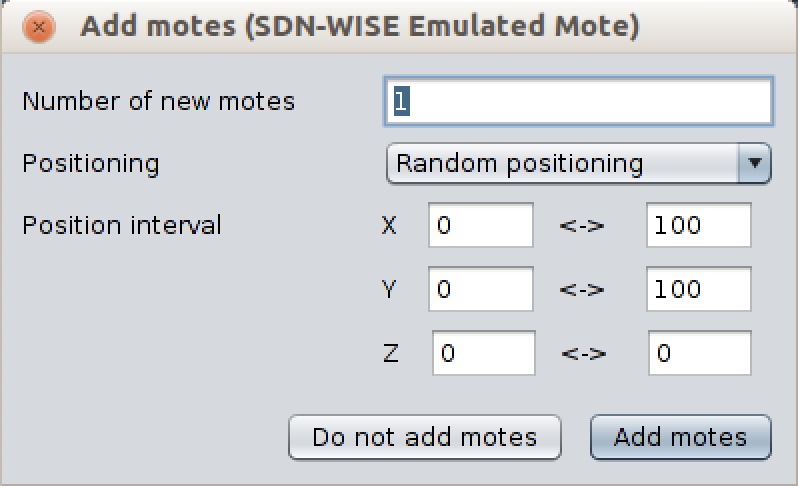 Add motes (SDN-WISE Emulated Mote)
Number of new motes 1
Positioning Random positioning
Position interval X 0 <-> 100
Y 0 <-> 100
Z 0 <-> 0
Do not add motes Add motes